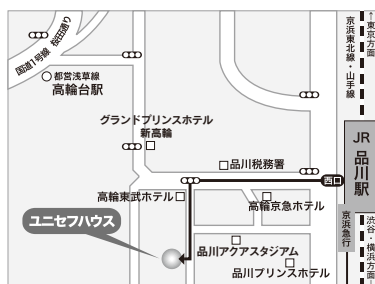 国道1号線 桜田通り
都営浅草線
高輪台駅
グランドプリンスホテル
新高輪
品川税務署
高輪東武ホテル
高輪京急ホテル
ユニセフハウス
品川アクアスタジアム
品川プリンスホテル
西口
JR
品川駅
京浜東北線・山手線
↑東京方面
京浜急行
渋谷・横浜方面↓